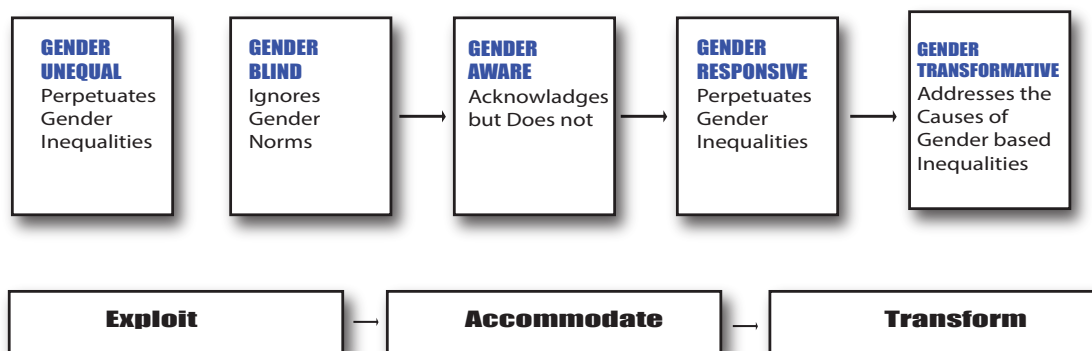 GENDER
UNEQUAL
Perpetuates
Gender
Inequalities
GENDER
BLIND
Ignores
Gender
Norms
GENDER
AWARE
Acknowladges
but Does not
GENDER
RESPONSIVE
Perpetuates
Gender
Inequalities
GENDER
TRANSFORMATIVE
Addresses the
Causes of
Gender based
Inequalities
Exploit
Accommodate
Transform